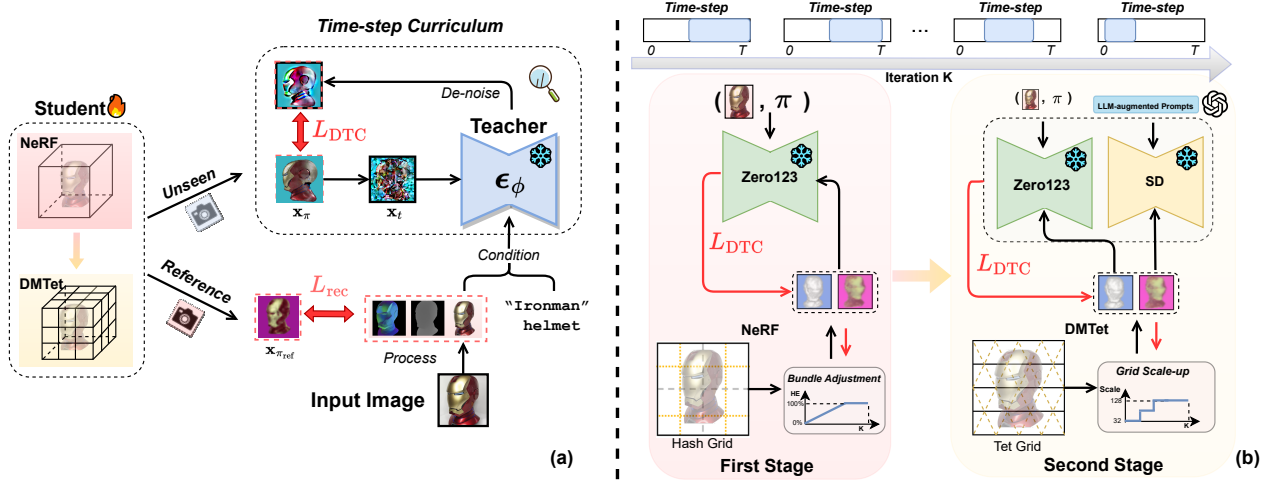 Time-step Curriculum
Student
NeRF
DMTet
Unseen
Reference
De-noise
L_DTC
Teacher
ϵ_ϕ
x_π
x_t
Condition
L_rec
x_π_ref
Process
"Ironman"
helmet
Input Image
(a)
Time-step
0 T
Time-step
0 T
...
Time-step
0 T
Time-step
0 T
Iteration K
( , π )
Zero123
L_DTC
NeRF
Hash Grid
Bundle Adjustment
HE
100%
0%
K
First Stage
( , π )
LLM-augmented Prompts
Zero123
SD
L_DTC
DMTet
Tet Grid
Grid Scale-up
Scale
128
32
K
Second Stage
(b)